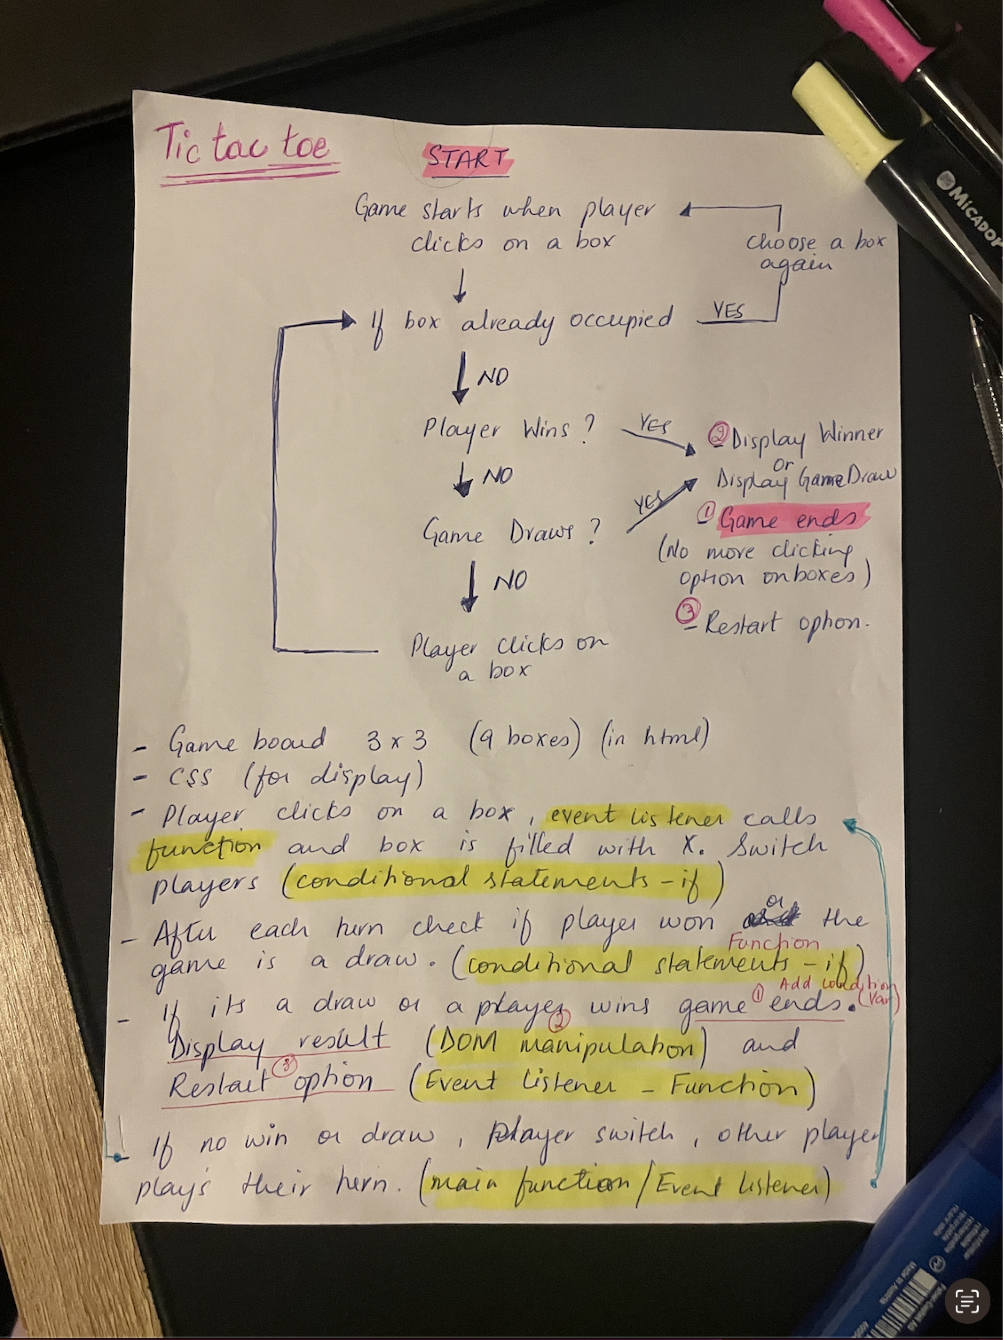 Tic tac toe
START
Game starts when player
clicks on a box
choose a box
again
If box already occupied
YES
NO
Player Wins ?
YES
② Display Winner
or
Display GameDraw
NO
Game Draws ?
YES
① Game ends
(No more clicking
option on boxes)
NO
③ - Restart option.
Player clicks on
a box
- Game board 3 x 3 (9 boxes) (in html)
- CSS (for display)
- Player clicks on a box, event listener calls
function and box is filled with X. Switch
players (conditional statements - if)
- After each turn check if player won or the
Function
game is a draw. (conditional statements - if)
Add condition
(Var)
- If its a draw or a player wins game ① ends.
Display result ② (DOM manipulation) and
Restart ③ option (Event Listener - Function)
- If no win or draw, Player switch, other player
plays their turn. (main function / Event listener)
MICADOR